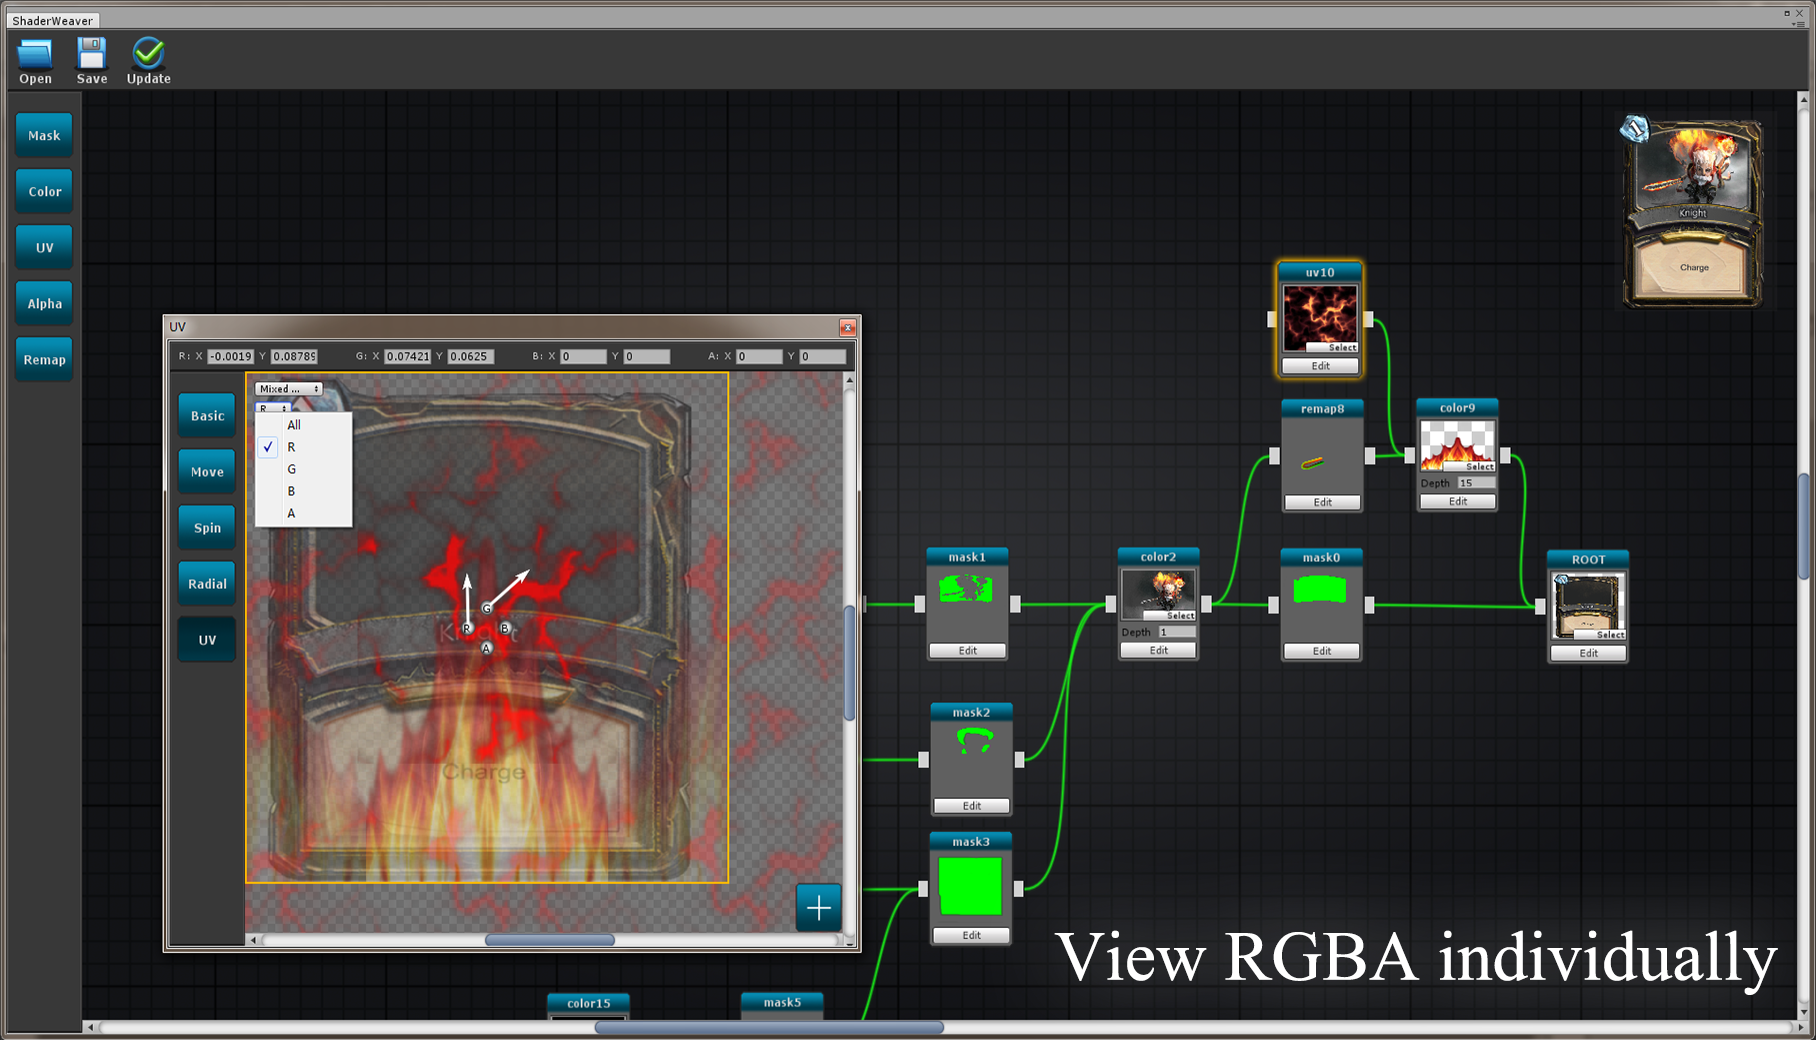 ShaderWeaver
Open Save Update
Mask
Color
UV
Alpha
Remap
Knight
Charge
uv10
Select
Edit
remap8
Edit
color9
Select
Depth 15
Edit
UV
R: X -0.0019 Y 0.08789 G: X 0.07421 Y 0.0625 B: X 0 Y 0 A: X 0 Y 0
Basic
Move
Spin
Radial
UV
Mixed ...
R
All
R
G
B
A
G
R B
A
Knight
Charge
mask1
Edit
color2
Select
Depth 1
Edit
mask0
Edit
ROOT
Select
Edit
mask2
Edit
mask3
Edit
View RGBA individually
color15
mask5